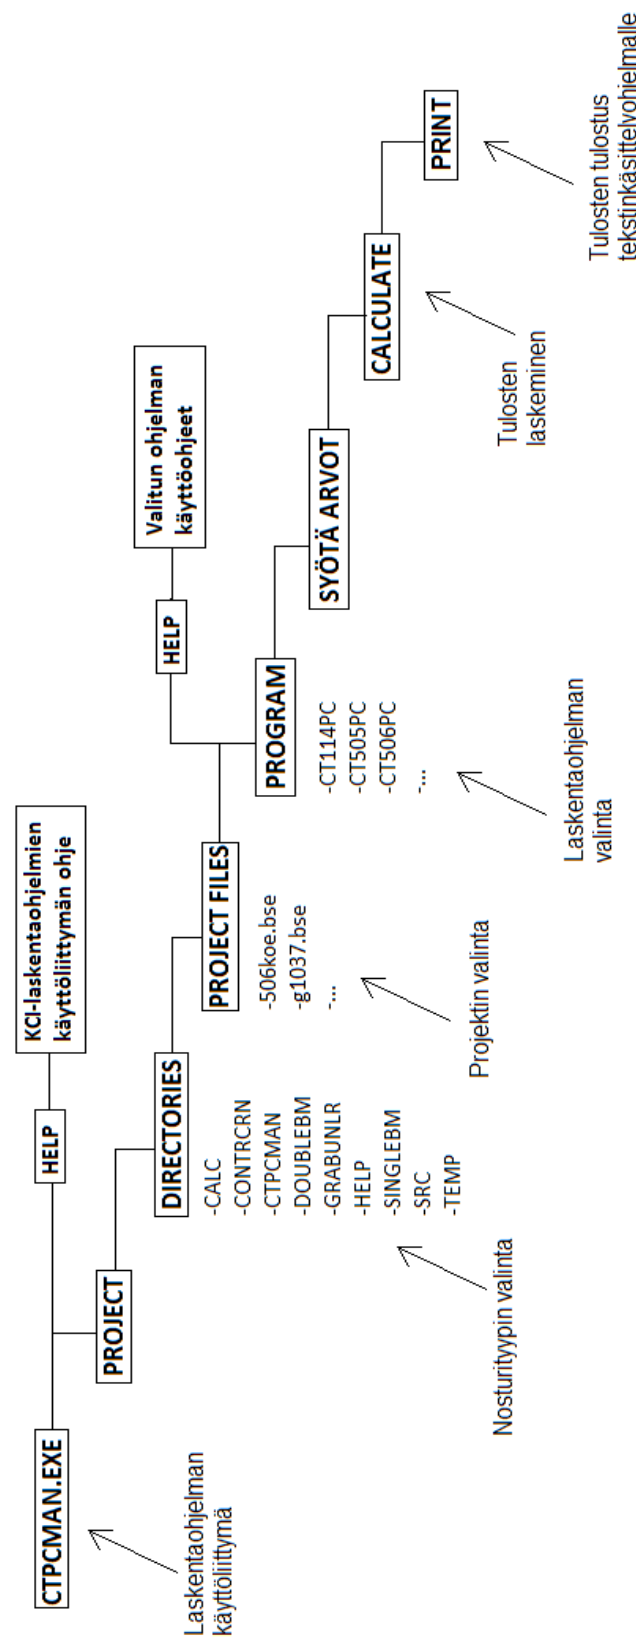 CTPCMAN.EXE
Laskentaohjelman
käyttöliittymä
HELP
KCI-laskentaohjelmien
käyttöliittymän ohje
PROJECT
DIRECTORIES
-CALC
-CONTRCRN
-CTPCMAN
-DOUBLEBM
-GRABUNLR
-HELP
-SINGLEBM
-SRC
-TEMP
Nosturityypin valinta
PROJECT FILES
-506koe.bse
-g1037.bse
-...
Projektin valinta
HELP
Valitun ohjelman
käyttöohjeet
PROGRAM
-CT114PC
-CT505PC
-CT506PC
-...
Laskentaohjelman
valinta
SYÖTÄ ARVOT
CALCULATE
Tulosten
laskeminen
PRINT
Tulosten tulostus
tekstinkäsittelyohjelmalle